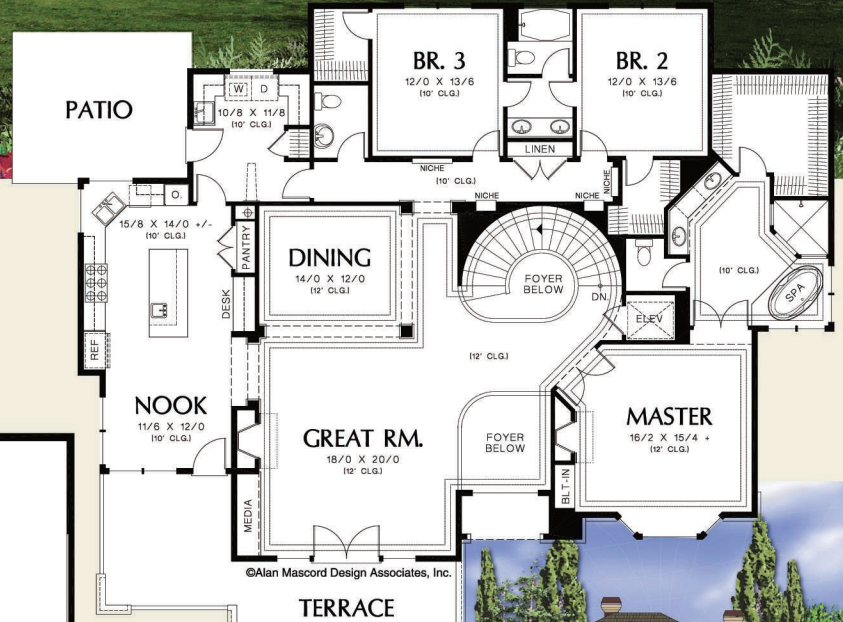 BR. 3
12/0 X 13/6
(10' CLG.)
BR. 2
12/0 X 13/6
(10' CLG.)
PATIO
W D
10/8 X 11/8
(10' CLG.)
LINEN
NICHE
(10' CLG.)
NICHE
NICHE
NICHE
O.
15/8 X 14/0 +/-
(10' CLG.)
PANTRY
DESK
REF
DINING
14/0 X 12/0
(12' CLG.)
FOYER
BELOW
DN.
ELEV
(10' CLG.)
SPA
(12' CLG.)
NOOK
11/6 X 12/0
(10' CLG.)
GREAT RM.
18/0 X 20/0
(12' CLG.)
FOYER
BELOW
MASTER
16/2 X 15/4 +
(12' CLG.)
BLT-IN
MEDIA
©Alan Mascord Design Associates, Inc.
TERRACE